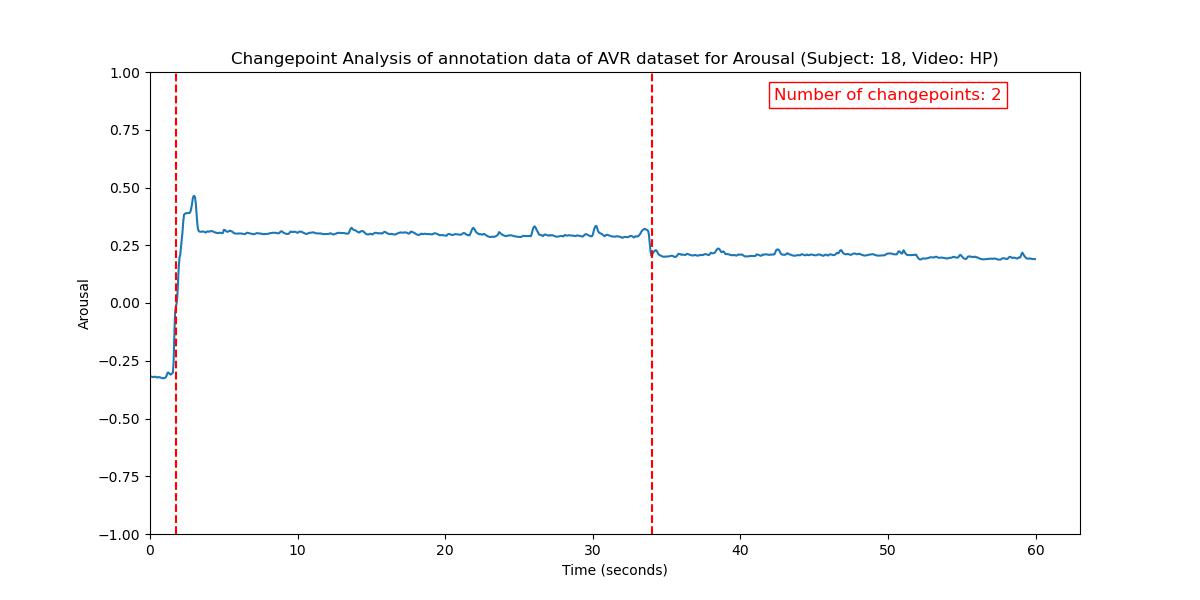 Changepoint Analysis of annotation data of AVR dataset for Arousal (Subject: 18, Video: HP)
Number of changepoints: 2
1.00
0.75
0.50
0.25
0.00
−0.25
−0.50
−0.75
−1.00
Arousal
0 10 20 30 40 50 60
Time (seconds)